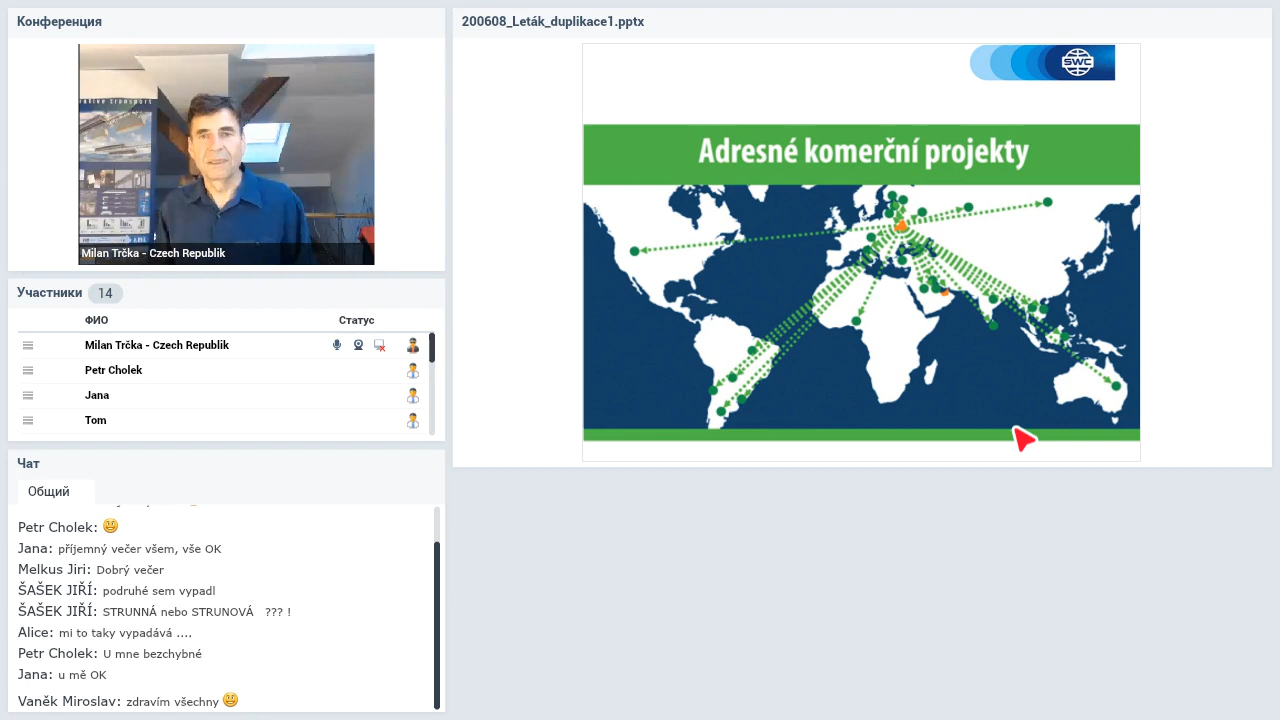 Конференция
rative transport
Milan Trčka - Czech Republik
Участники 14
ФИО Статус
Milan Trčka - Czech Republik
Petr Cholek
Jana
Tom
Чат
Общий
Petr Cholek:
Jana: příjemný večer všem, vše OK
Melkus Jiri: Dobrý večer
ŠAŠEK JIŘÍ: podruhé sem vypadl
ŠAŠEK JIŘÍ: STRUNNÁ nebo STRUNOVÁ ??? !
Alice: mi to taky vypadává ....
Petr Cholek: U mne bezchybné
Jana: u mě OK
Vaněk Miroslav: zdravím všechny
200608_Leták_duplikace1.pptx
SWC
Adresné komerční projekty